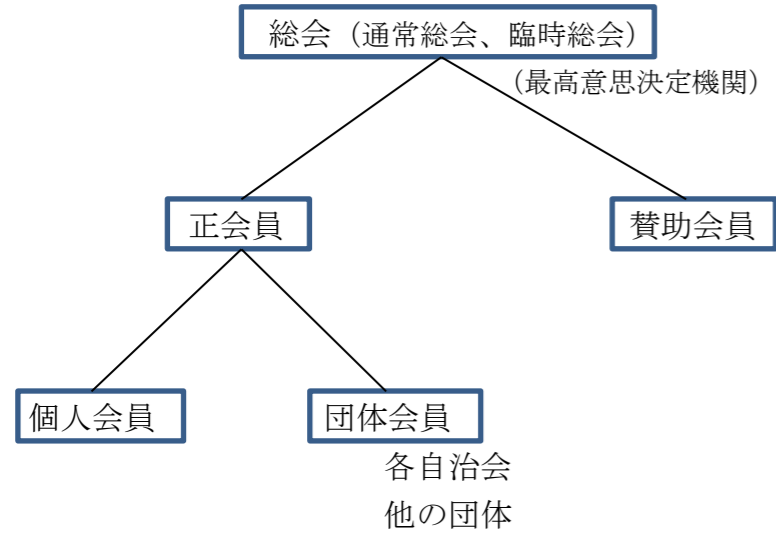 総会（通常総会、臨時総会）
（最高意思決定機関）
正会員
賛助会員
個人会員
団体会員
各自治会
他の団体